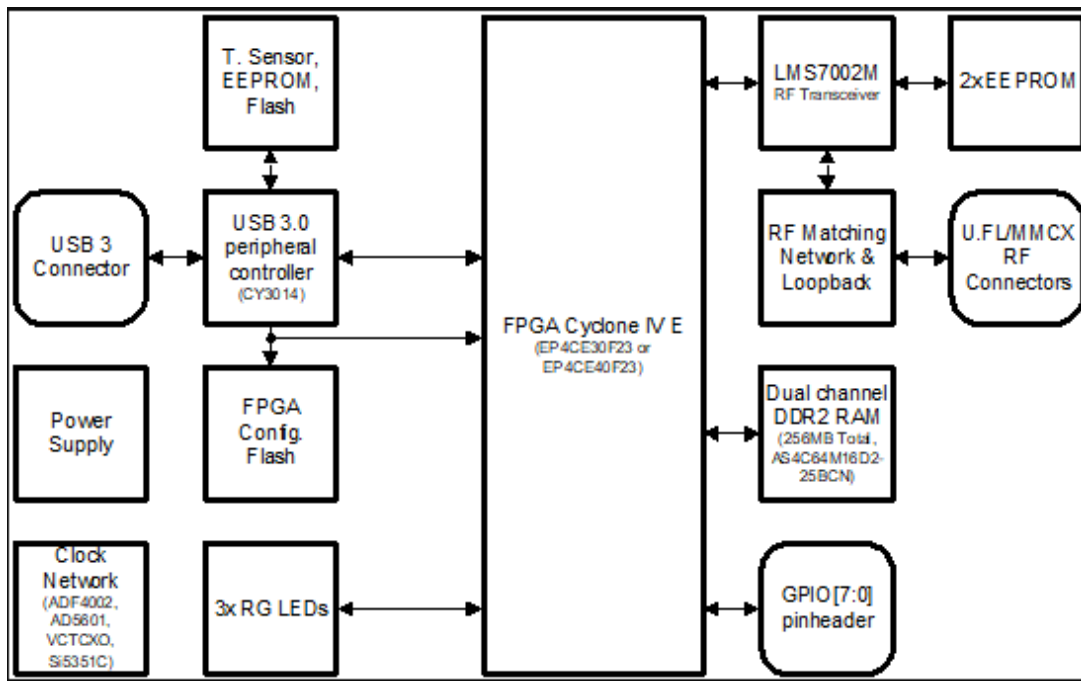 T. Sensor,
EEPROM,
Flash
USB 3
Connector
USB 3.0
peripheral
controller
(CY3014)
Power
Supply
FPGA
Config.
Flash
Clock
Network
(ADF4002,
AD5601,
VCTCXO,
Si5351C)
3x RG LEDs
FPGA Cyclone IV E
(EP4CE30F23 or
EP4CE40F23)
LMS7002M
RF Transceiver
2xEEPROM
RF Matching
Network &
Loopback
U.FL/MMCX
RF
Connectors
Dual channel
DDR2 RAM
(256MB Total,
AS4C64M16D2-
25BCN)
GPIO[7:0]
pinheader